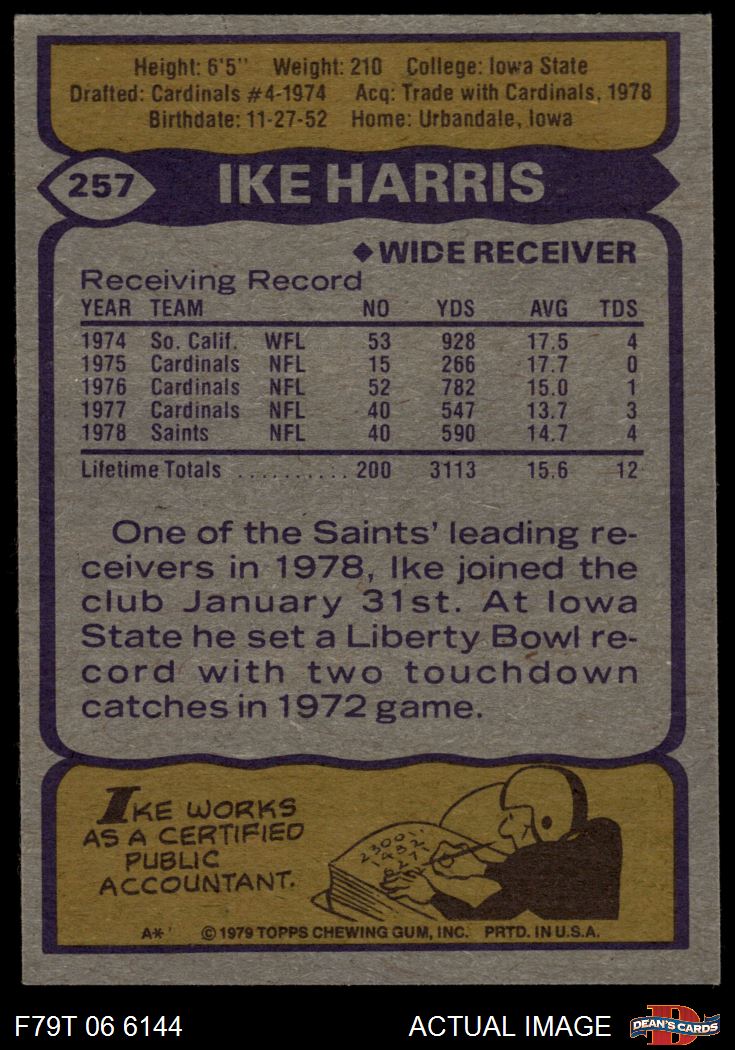 Height: 6'5" Weight: 210 College: Iowa State
Drafted: Cardinals #4-1974 Acq: Trade with Cardinals, 1978
Birthdate: 11-27-52 Home: Urbandale, Iowa
257 IKE HARRIS
◆WIDE RECEIVER
Receiving Record
YEAR TEAM NO YDS AVG TDS
1974 So. Calif. WFL 53 928 17.5 4
1975 Cardinals NFL 15 266 17.7 0
1976 Cardinals NFL 52 782 15.0 1
1977 Cardinals NFL 40 547 13.7 3
1978 Saints NFL 40 590 14.7 4
Lifetime Totals .......... 200 3113 15.6 12
One of the Saints' leading re-
ceivers in 1978, Ike joined the
club January 31st. At Iowa
State he set a Liberty Bowl re-
cord with two touchdown
catches in 1972 game.
IKE WORKS
AS A CERTIFIED
PUBLIC
ACCOUNTANT.
A* © 1979 TOPPS CHEWING GUM, INC. PRTD. IN U.S.A.
F79T 06 6144 ACTUAL IMAGE DEAN'S CARDS